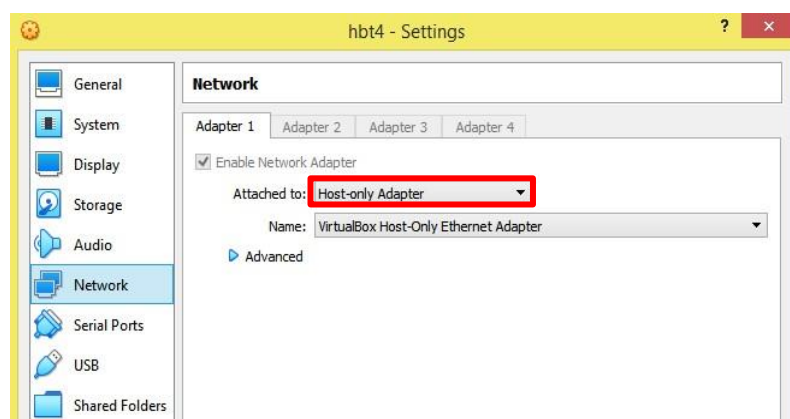 hbt4 - Settings
?
×
General
System
Display
Storage
Audio
Network
Serial Ports
USB
Shared Folders
Network
Adapter 1 Adapter 2 Adapter 3 Adapter 4
Enable Network Adapter
Attached to: Host-only Adapter
Name: VirtualBox Host-Only Ethernet Adapter
Advanced